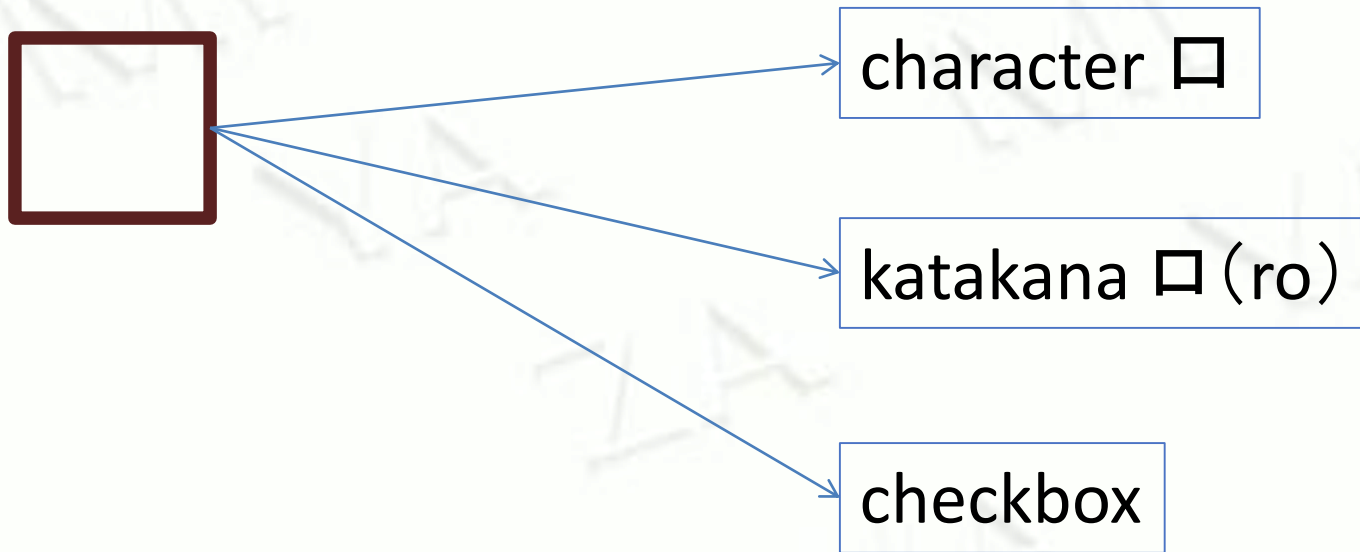 character 口
katakana ロ（ro）
checkbox